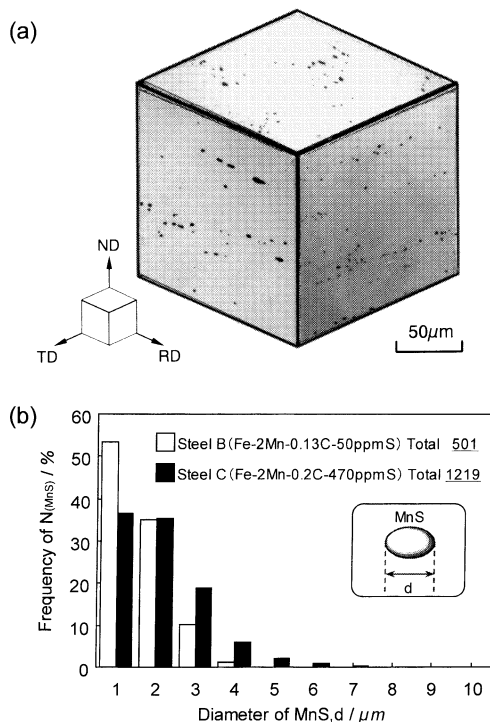 (a)
ND
TD
RD
50μm
(b)
60
50
40
30
20
10
0
Frequency of N(MnS) / %
Steel B(Fe-2Mn-0.13C-50ppmS) Total 501
Steel C(Fe-2Mn-0.2C-470ppmS) Total 1219
MnS
d
1 2 3 4 5 6 7 8 9 10
Diameter of MnS,d / μm